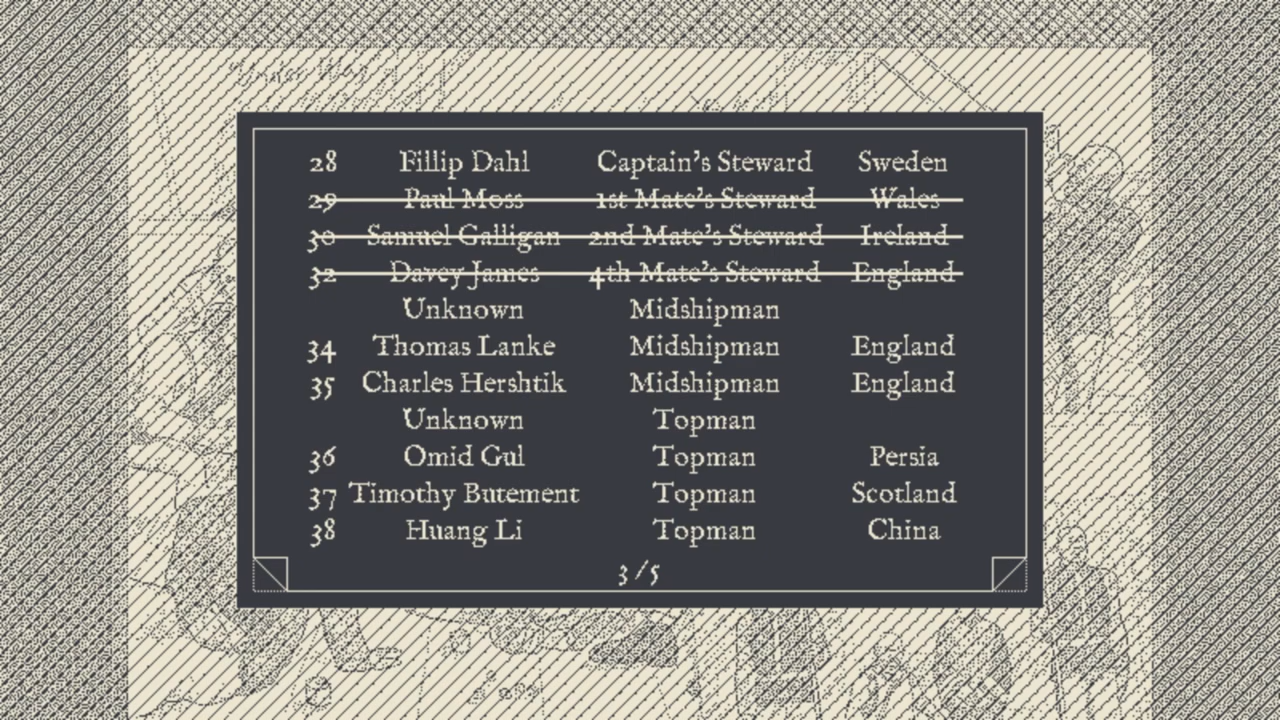 28 Fillip Dahl Captain's Steward Sweden
29 Paul Moss 1st Mate's Steward Wales
30 Samuel Galligan 2nd Mate's Steward Ireland
32 Davey James 4th Mate's Steward England
Unknown Midshipman
34 Thomas Lanke Midshipman England
35 Charles Hershtik Midshipman England
Unknown Topman
36 Omid Gul Topman Persia
37 Timothy Butement Topman Scotland
38 Huang Li Topman China
3/5